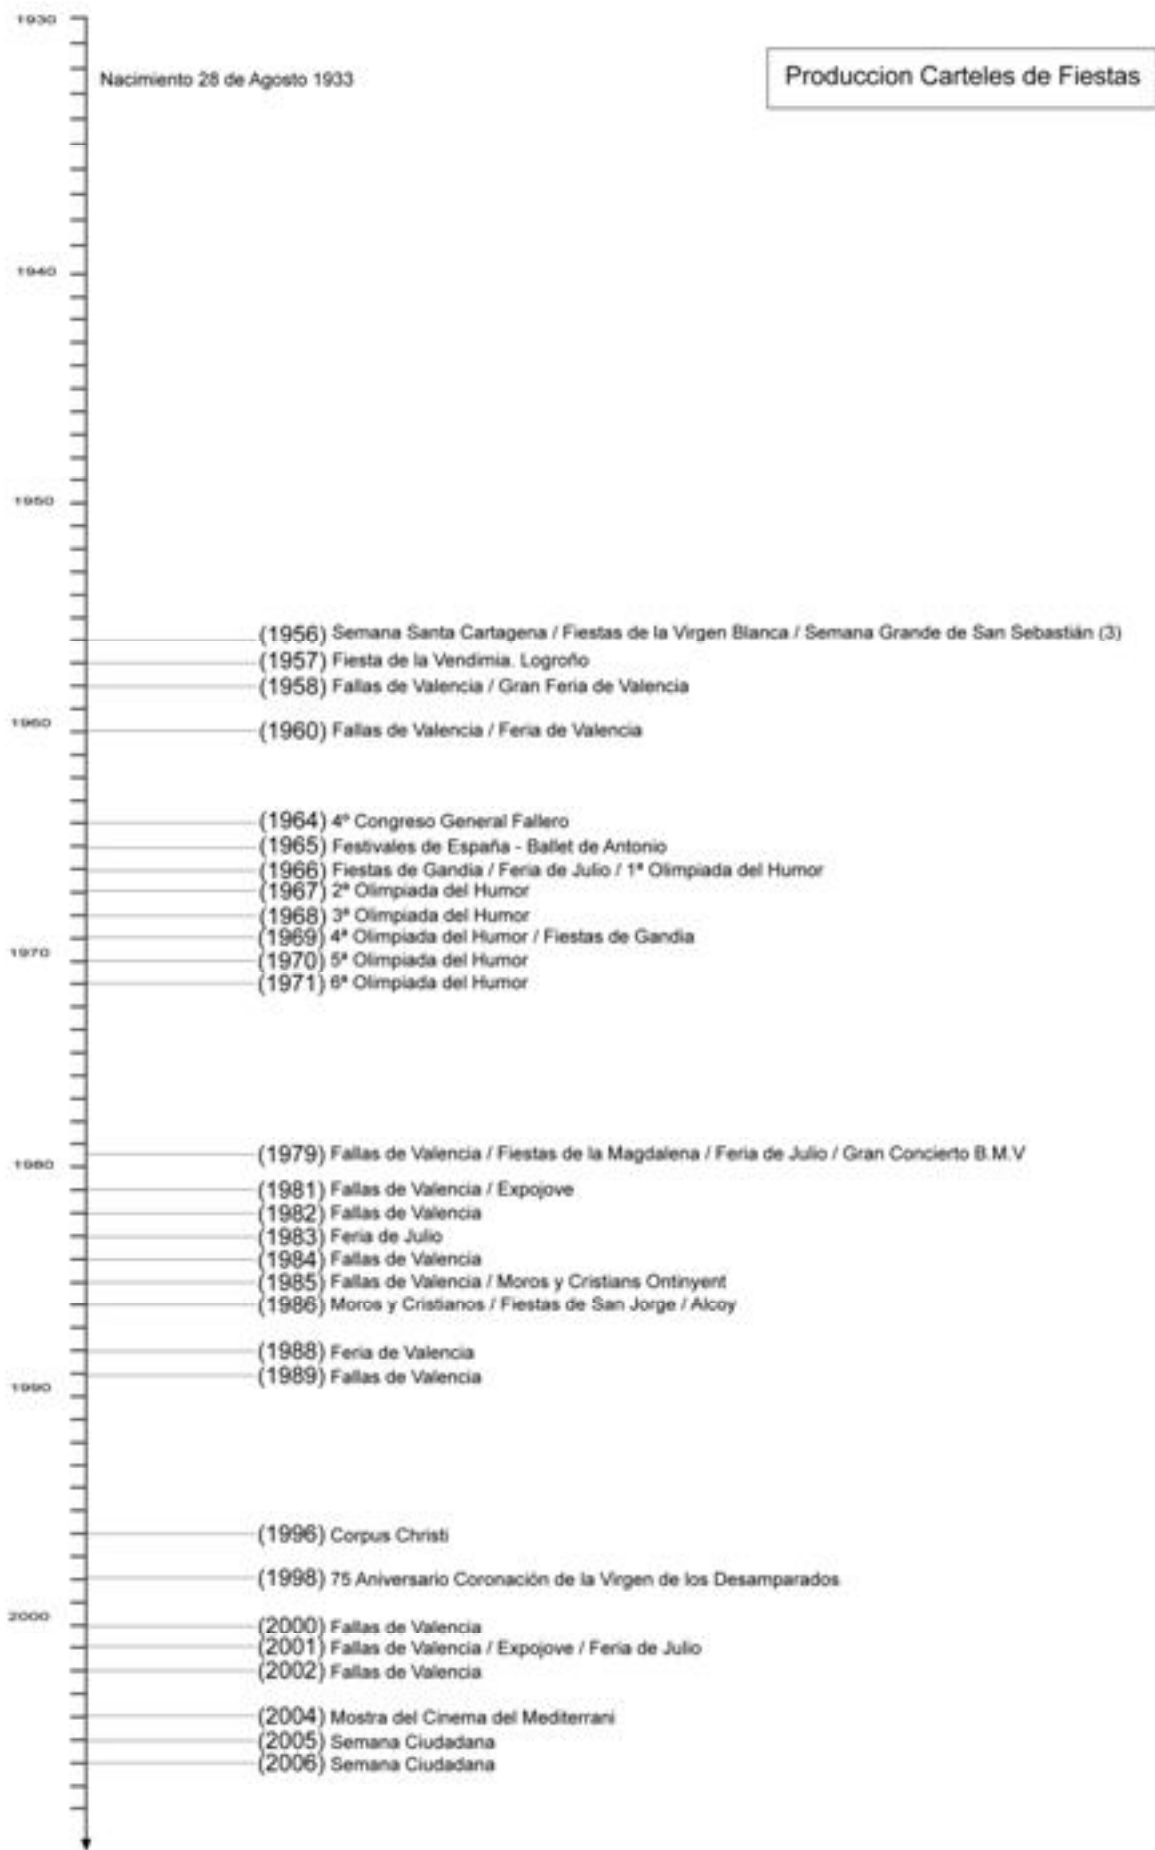 1930
Nacimiento 28 de Agosto 1933
Produccion Carteles de Fiestas
1940
1950
(1956) Semana Santa Cartagena / Fiestas de la Virgen Blanca / Semana Grande de San Sebastián (3)
(1957) Fiesta de la Vendimia. Logroño
(1958) Fallas de Valencia / Gran Feria de Valencia
1960
(1960) Fallas de Valencia / Feria de Valencia
(1964) 4º Congreso General Fallero
(1965) Festivales de España - Ballet de Antonio
(1966) Fiestas de Gandia / Feria de Julio / 1ª Olimpiada del Humor
(1967) 2ª Olimpiada del Humor
(1968) 3ª Olimpiada del Humor
(1969) 4ª Olimpiada del Humor / Fiestas de Gandia
1970
(1970) 5ª Olimpiada del Humor
(1971) 6ª Olimpiada del Humor
(1979) Fallas de Valencia / Fiestas de la Magdalena / Feria de Julio / Gran Concierto B.M.V
1980
(1981) Fallas de Valencia / Expojove
(1982) Fallas de Valencia
(1983) Feria de Julio
(1984) Fallas de Valencia
(1985) Fallas de Valencia / Moros y Cristians Ontinyent
(1986) Moros y Cristianos / Fiestas de San Jorge / Alcoy
(1988) Feria de Valencia
(1989) Fallas de Valencia
1990
(1996) Corpus Christi
(1998) 75 Aniversario Coronación de la Virgen de los Desamparados
2000
(2000) Fallas de Valencia
(2001) Fallas de Valencia / Expojove / Feria de Julio
(2002) Fallas de Valencia
(2004) Mostra del Cinema del Mediterrani
(2005) Semana Ciudadana
(2006) Semana Ciudadana